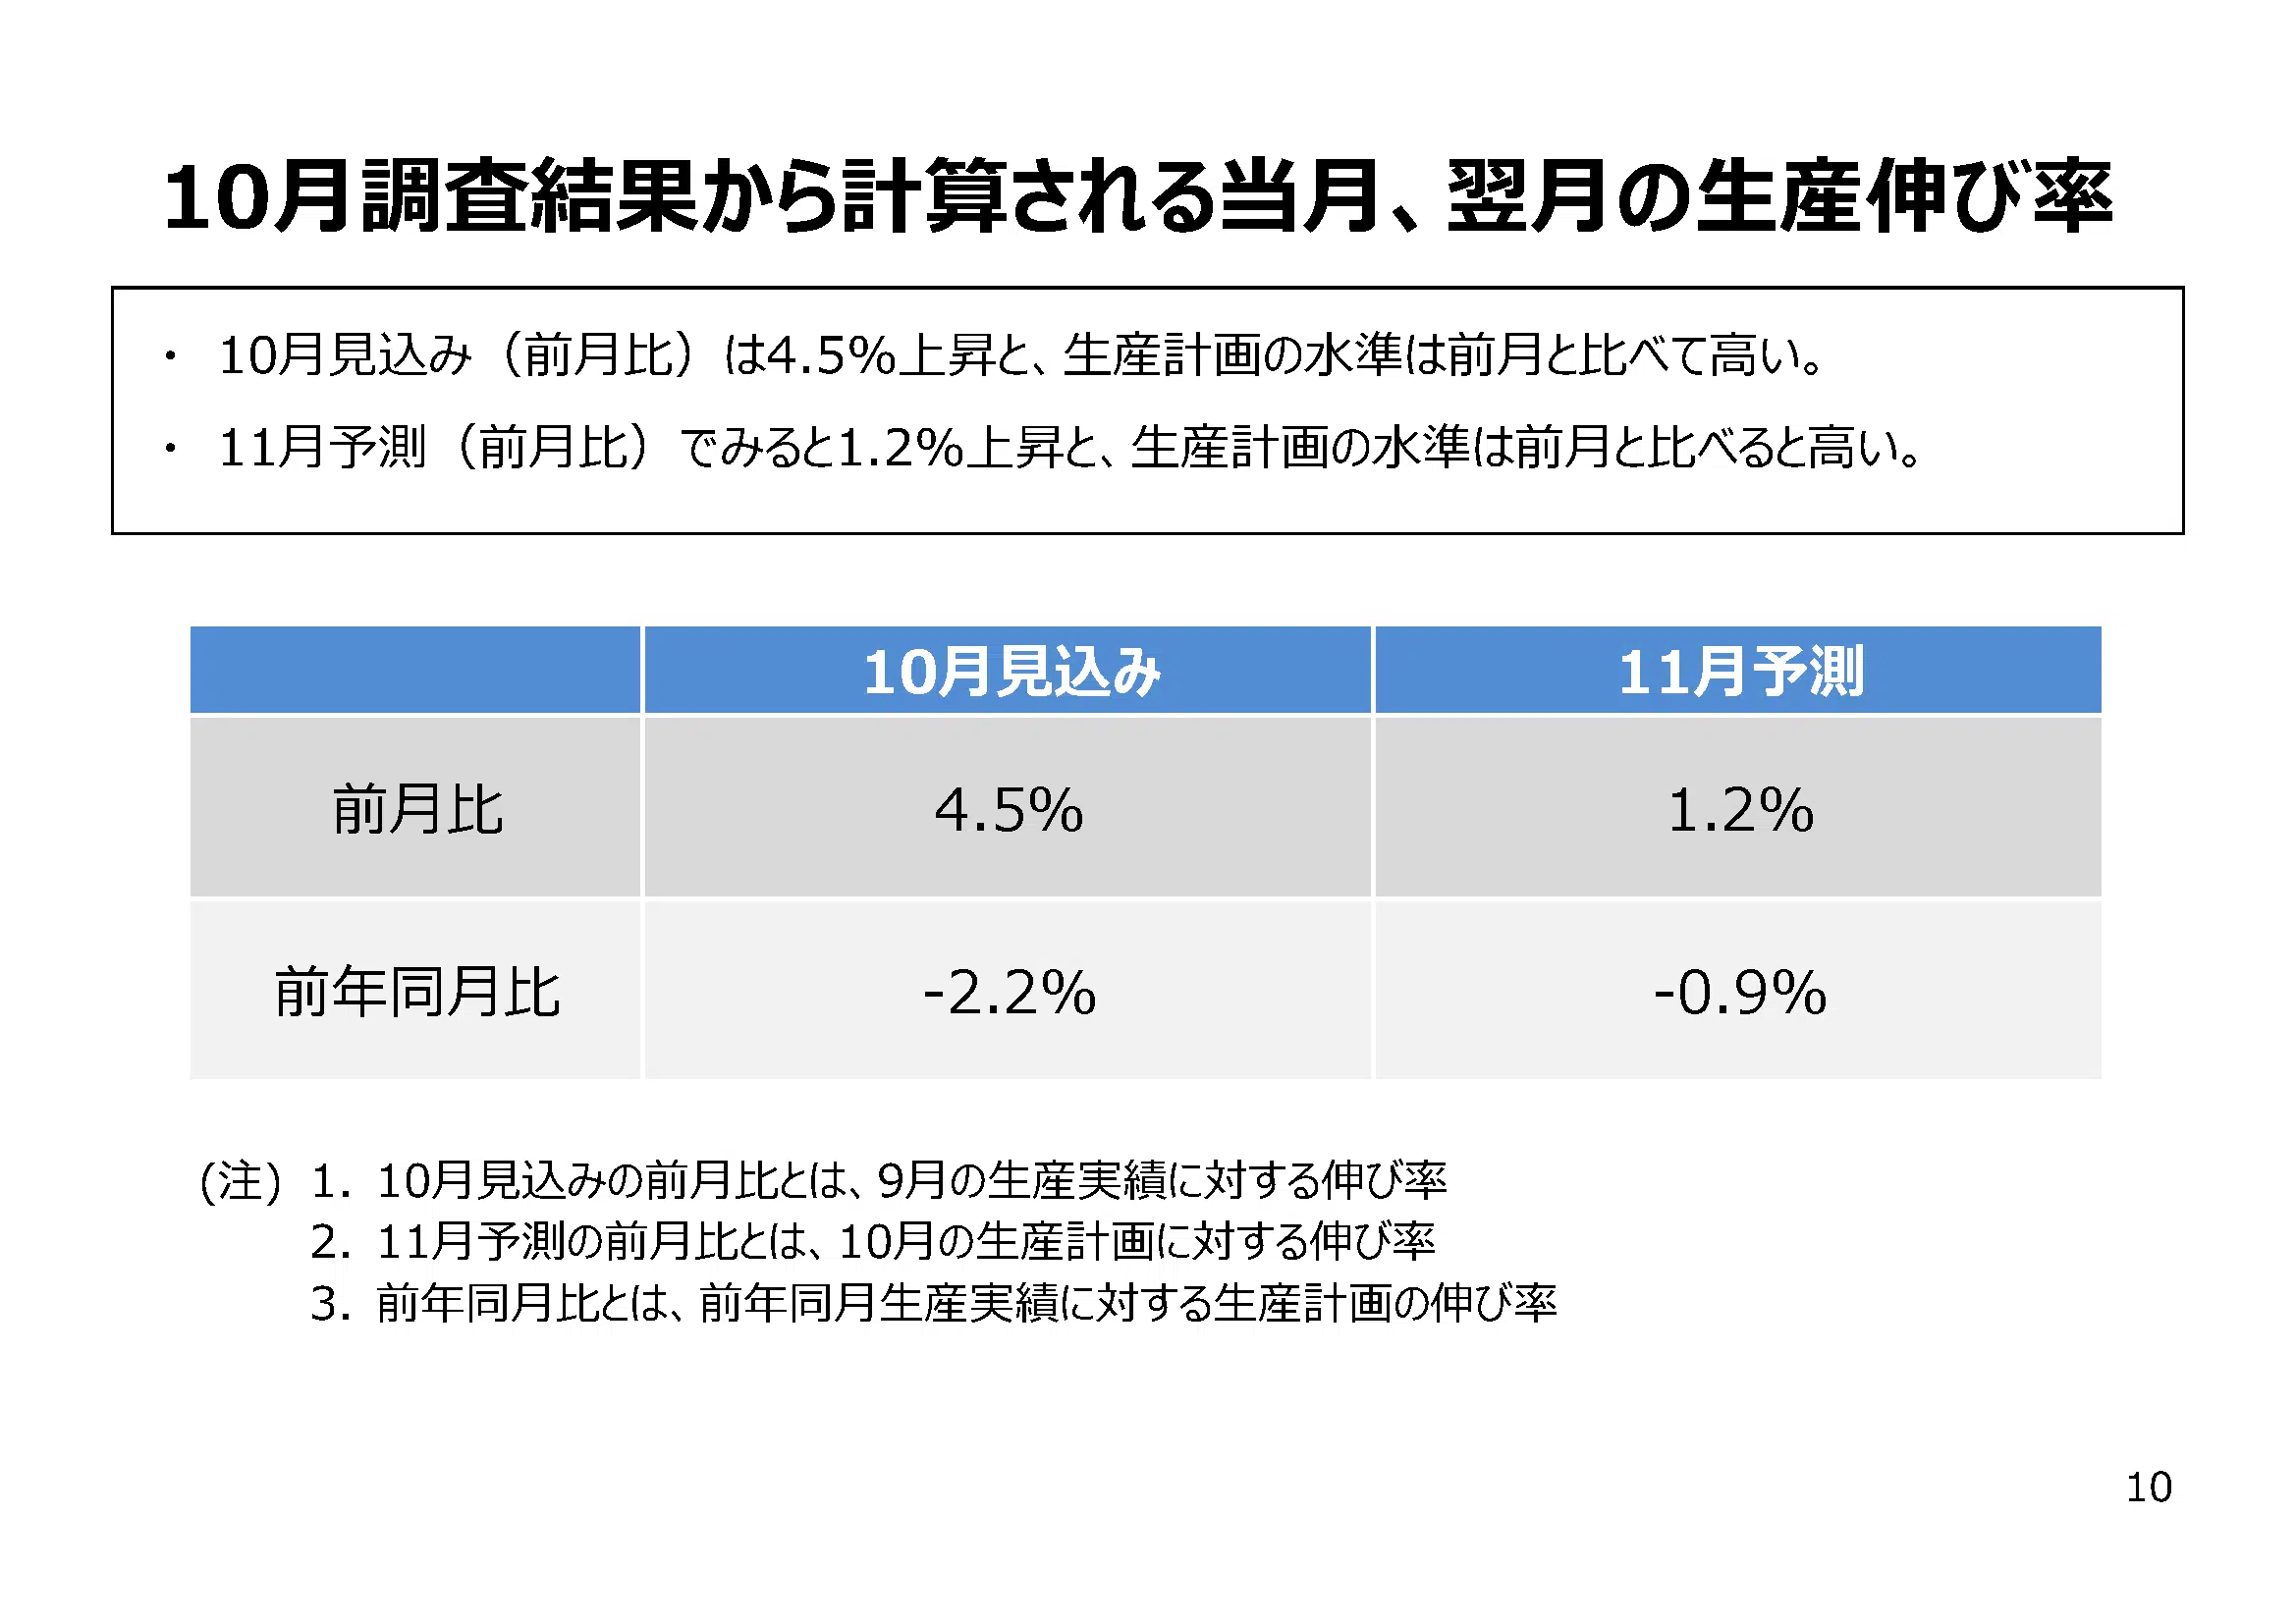 10月調査結果から計算される当月、翌月の生産伸び率
・ 10月見込み（前月比）は4.5%上昇と、生産計画の水準は前月と比べて高い。
・ 11月予測（前月比）でみると1.2%上昇と、生産計画の水準は前月と比べると高い。
10月見込み 11月予測
前月比 4.5% 1.2%
前年同月比 -2.2% -0.9%
(注) 1. 10月見込みの前月比とは、9月の生産実績に対する伸び率
2. 11月予測の前月比とは、10月の生産計画に対する伸び率
3. 前年同月比とは、前年同月生産実績に対する生産計画の伸び率
10